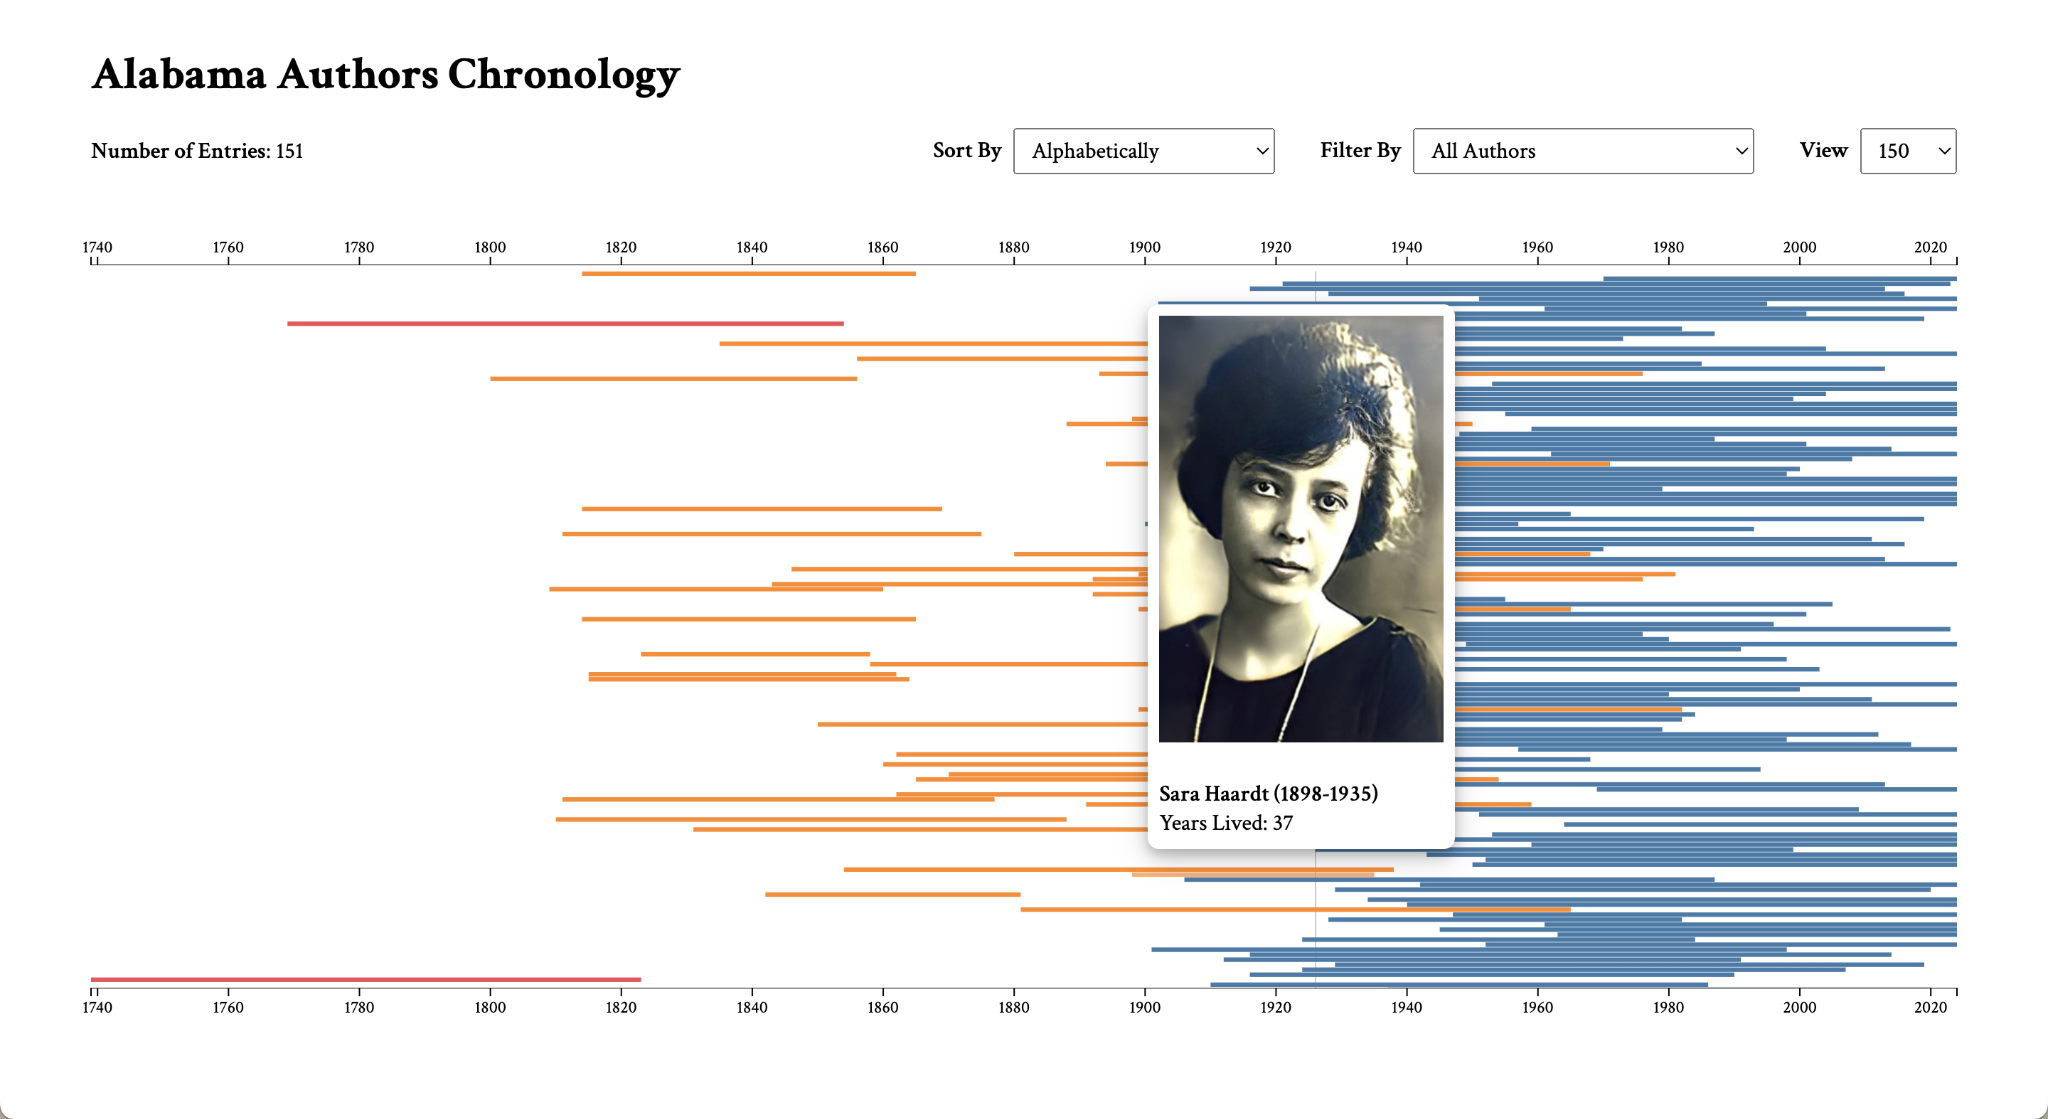 Alabama Authors Chronology
Number of Entries: 151 Sort By Alphabetically Filter By All Authors View 150
1740 1760 1780 1800 1820 1840 1860 1880 1900 1920 1940 1960 1980 2000 2020
Sara Haardt (1898-1935)
Years Lived: 37
1740 1760 1780 1800 1820 1840 1860 1880 1900 1920 1940 1960 1980 2000 2020